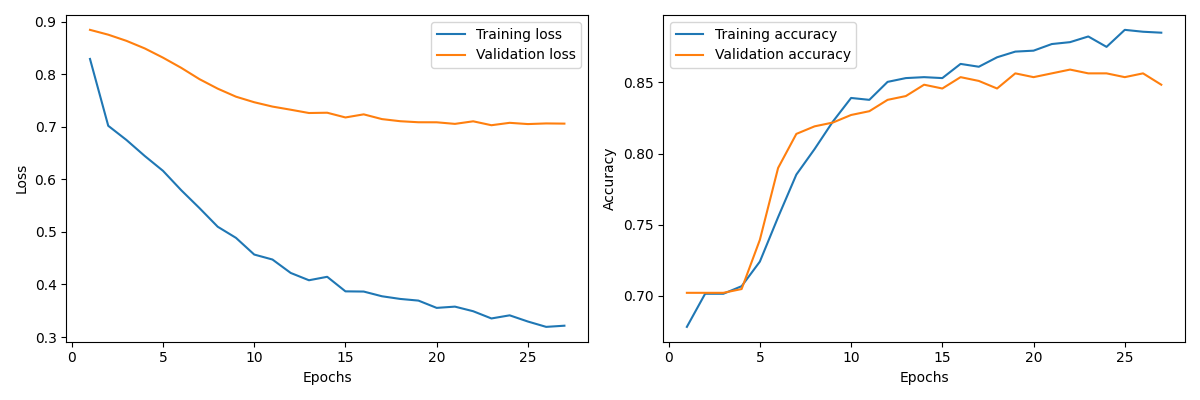 Training loss
Validation loss
0.9
0.8
0.7
0.6
0.5
0.4
0.3
Loss
0
5
10
15
20
25
Epochs
Training accuracy
Validation accuracy
0.85
0.80
0.75
0.70
Accuracy
0
5
10
15
20
25
Epochs